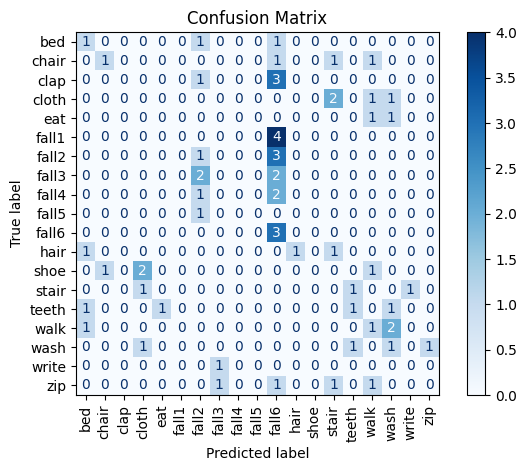 Confusion Matrix
True label
bed 1 0 0 0 0 0 1 0 0 0 1 0 0 0 0 0 0 0 0
chair 0 1 0 0 0 0 0 0 0 0 1 0 0 1 0 1 0 0 0
clap 0 0 0 0 0 0 1 0 0 0 3 0 0 0 0 0 0 0 0
cloth 0 0 0 0 0 0 0 0 0 0 0 0 0 2 0 1 1 0 0
eat 0 0 0 0 0 0 0 0 0 0 0 0 0 0 0 1 1 0 0
fall1 0 0 0 0 0 0 0 0 0 0 4 0 0 0 0 0 0 0 0
fall2 0 0 0 0 0 0 1 0 0 0 3 0 0 0 0 0 0 0 0
fall3 0 0 0 0 0 0 2 0 0 0 2 0 0 0 0 0 0 0 0
fall4 0 0 0 0 0 0 1 0 0 0 2 0 0 0 0 0 0 0 0
fall5 0 0 0 0 0 0 1 0 0 0 0 0 0 0 0 0 0 0 0
fall6 0 0 0 0 0 0 0 0 0 0 3 0 0 0 0 0 0 0 0
hair 1 0 0 0 0 0 0 0 0 0 0 1 0 1 0 0 0 0 0
shoe 0 1 0 2 0 0 0 0 0 0 0 0 0 0 0 1 0 0 0
stair 0 0 0 1 0 0 0 0 0 0 0 0 0 0 1 0 0 1 0
teeth 1 0 0 0 1 0 0 0 0 0 0 0 0 0 1 0 1 0 0
walk 1 0 0 0 0 0 0 0 0 0 0 0 0 0 0 1 2 0 0
wash 0 0 0 1 0 0 0 0 0 0 0 0 0 0 1 0 1 0 1
write 0 0 0 0 0 0 0 1 0 0 0 0 0 0 0 0 0 0 0
zip 0 0 0 0 0 0 0 1 0 0 1 0 0 1 0 1 0 0 0
bed chair clap cloth eat fall1 fall2 fall3 fall4 fall5 fall6 hair shoe stair teeth walk wash write zip
Predicted label
4.0
3.5
3.0
2.5
2.0
1.5
1.0
0.5
0.0